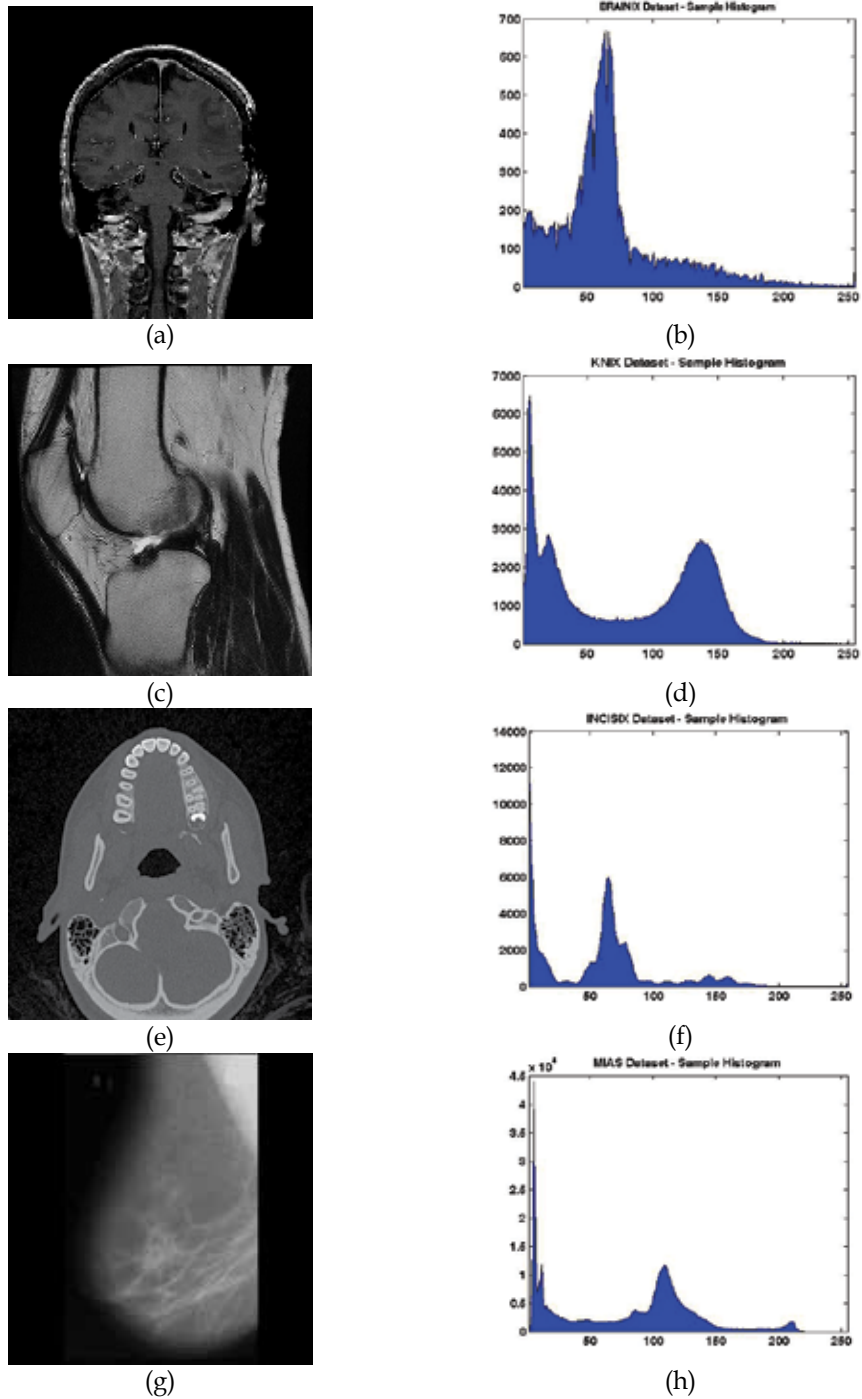 BRAINIX Dataset - Sample Histogram
700
600
500
400
300
200
100
0
50 100 150 200 250
(a) (b)
KNIX Dataset - Sample Histogram
7000
6000
5000
4000
3000
2000
1000
0
50 100 150 200 250
(c) (d)
INCISIX Dataset - Sample Histogram
14000
12000
10000
8000
6000
4000
2000
0
50 100 150 200 250
(e) (f)
MIAS Dataset - Sample Histogram
x 10^4
4.5
4
3.5
3
2.5
2
1.5
1
0.5
0
50 100 150 200 250
(g) (h)